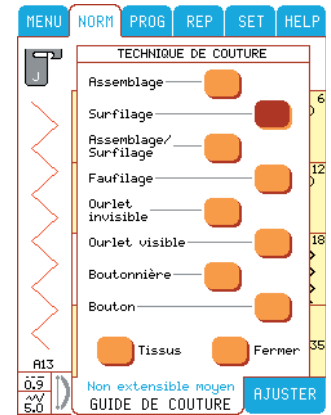 MENU NORM PROG REP SET HELP
TECHNIQUE DE COUTURE
J
Assemblage
6
Surfilage
Assemblage/
Surfilage
12
Faufilage
Ourlet
invisible
Ourlet visible
18
Boutonnière
Bouton
Tissus Fermer
35
A13
0.9
5.0
Non extensible moyen
GUIDE DE COUTURE
AJUSTER